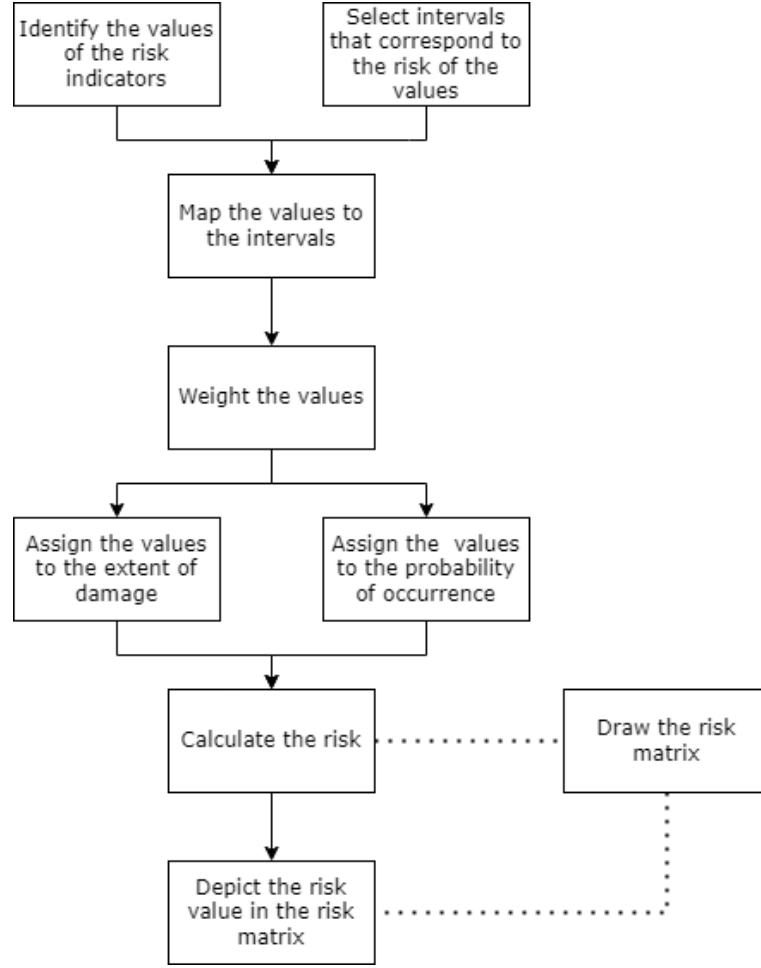 Identify the values
of the risk
indicators
Select intervals
that correspond to
the risk of the
values
Map the values to
the intervals
Weight the values
Assign the values
to the extent of
damage
Assign the  values
to the probability
of occurrence
Calculate the risk
Draw the risk
matrix
Depict the risk
value in the risk
matrix